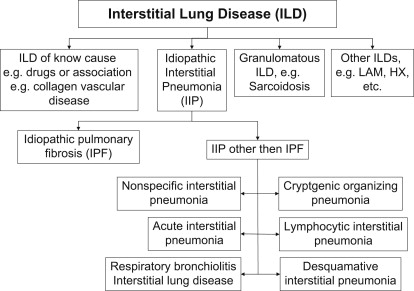 Interstitial Lung Disease (ILD)
ILD of know cause
e.g. drugs or association
e.g. collagen vascular
disease
Idiopathic
Interstitial
Pneumonia
(IIP)
Granulomatous
ILD, e.g.
Sarcoidosis
Other ILDs,
e.g. LAM, HX,
etc.
Idiopathic pulmonary
fibrosis (IPF)
IIP other then IPF
Nonspecific interstitial
pneumonia
Cryptgenic organizing
pneumonia
Acute interstitial
pneumonia
Lymphocytic interstitial
pneumonia
Respiratory bronchiolitis
Interstitial lung disease
Desquamative
interstitial pneumonia